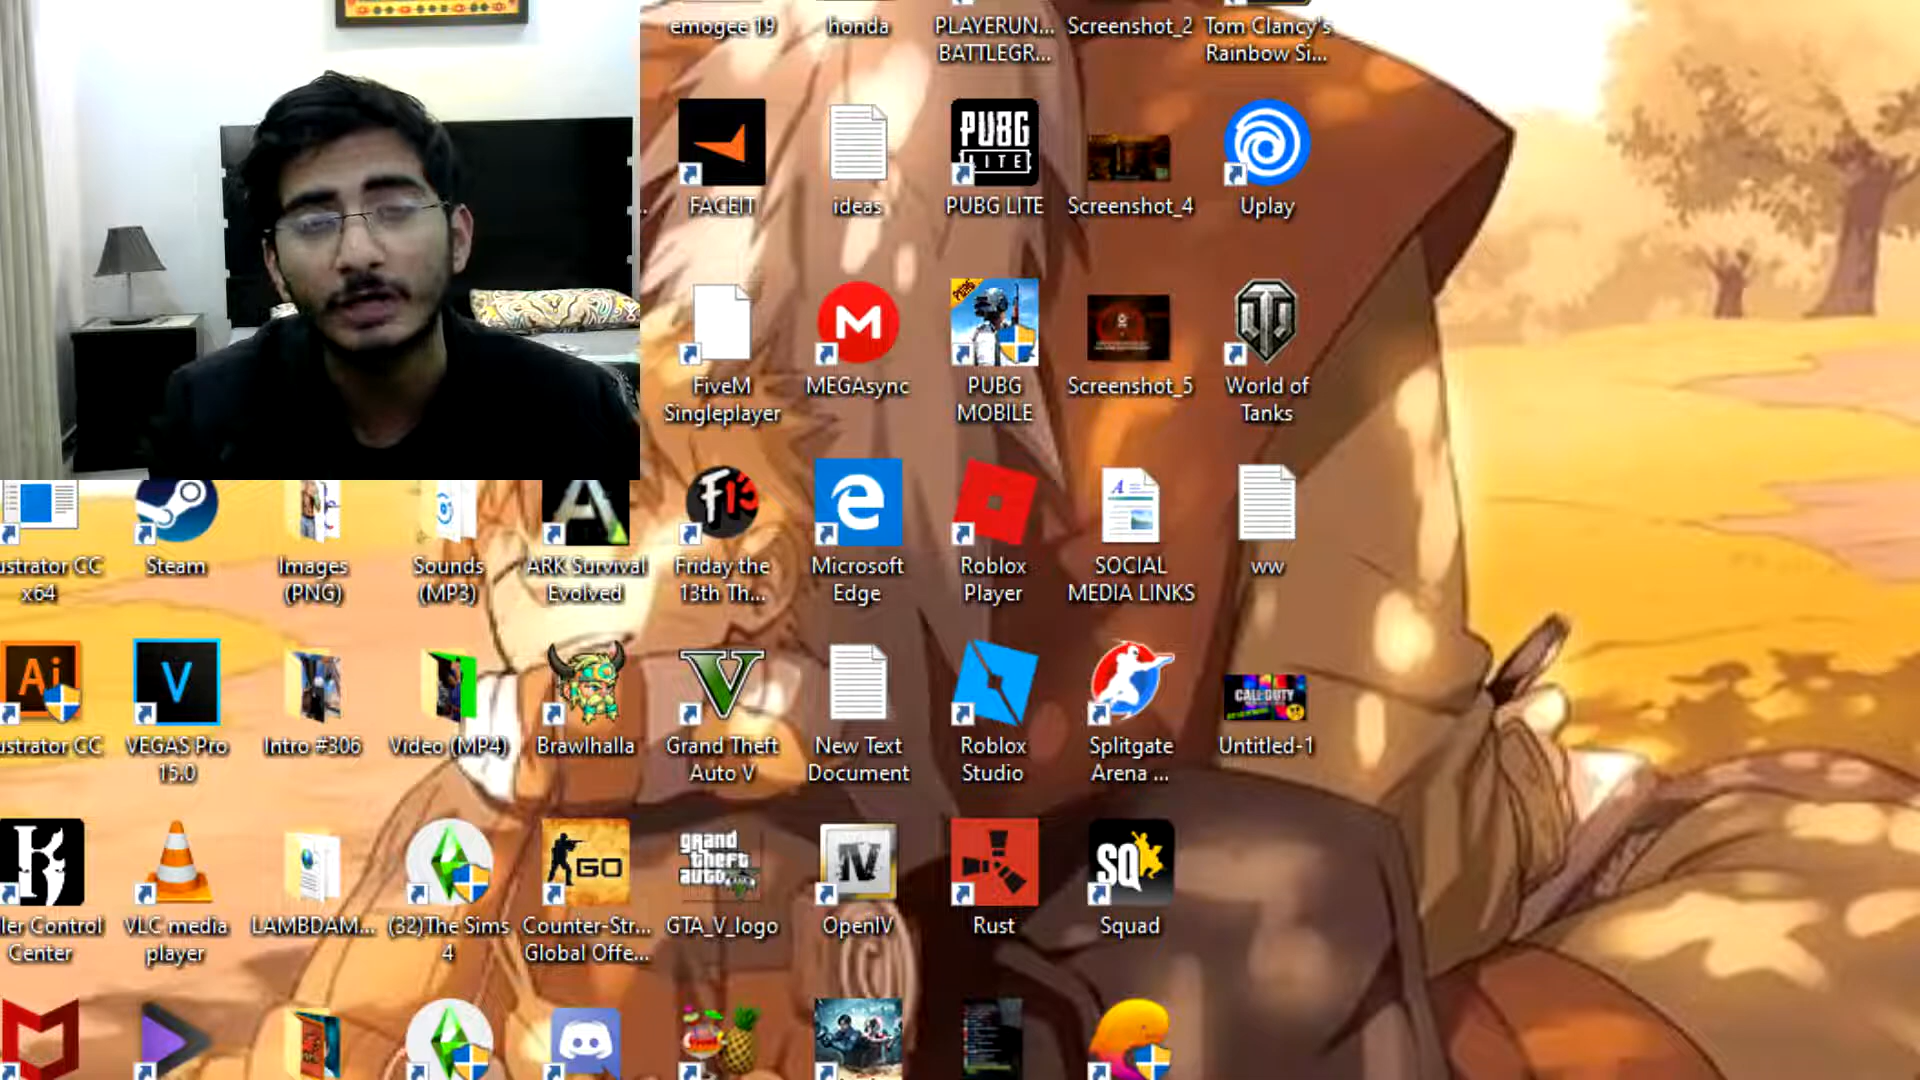 emogee 19
honda
PLAYERUN...
BATTLEGR...
Screenshot_2
Tom Clancy's
Rainbow Si...
PUBG
LITE
FACEIT
ideas
PUBG LITE
Screenshot_4
Uplay
PUBG
FiveM
Singleplayer
MEGAsync
PUBG
MOBILE
Screenshot_5
World of
Tanks
F13
ustrator CC
x64
Steam
Images
(PNG)
Sounds
(MP3)
ARK Survival
Evolved
Friday the
13th Th...
Microsoft
Edge
Roblox
Player
SOCIAL
MEDIA LINKS
ww
Ai
V
V
CALL OF DUTY
ustrator CC
VEGAS Pro
15.0
Intro #306
Video (MP4)
Brawlhalla
Grand Theft
Auto V
New Text
Document
Roblox
Studio
Splitgate
Arena ...
Untitled-1
GO
grand
theft
auto
IV
SQ
ler Control
Center
VLC media
player
LAMBDAM...
(32)The Sims
4
Counter-Str...
Global Offe...
GTA_V_logo
OpenIV
Rust
Squad